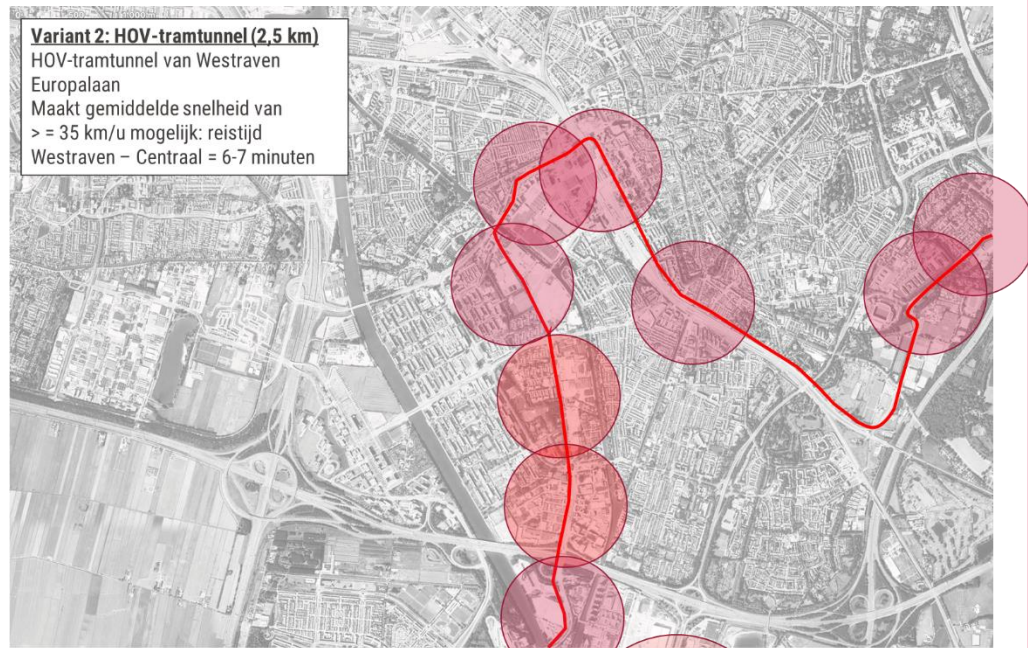 Variant 2: HOV-tramtunnel (2,5 km)
HOV-tramtunnel van Westraven
Europalaan
Maakt gemiddelde snelheid van
> = 35 km/u mogelijk: reistijd
Westraven – Centraal = 6-7 minuten